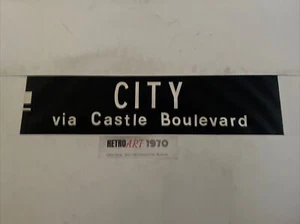 CITY
via Castle Boulevard
RETRO ART 1970